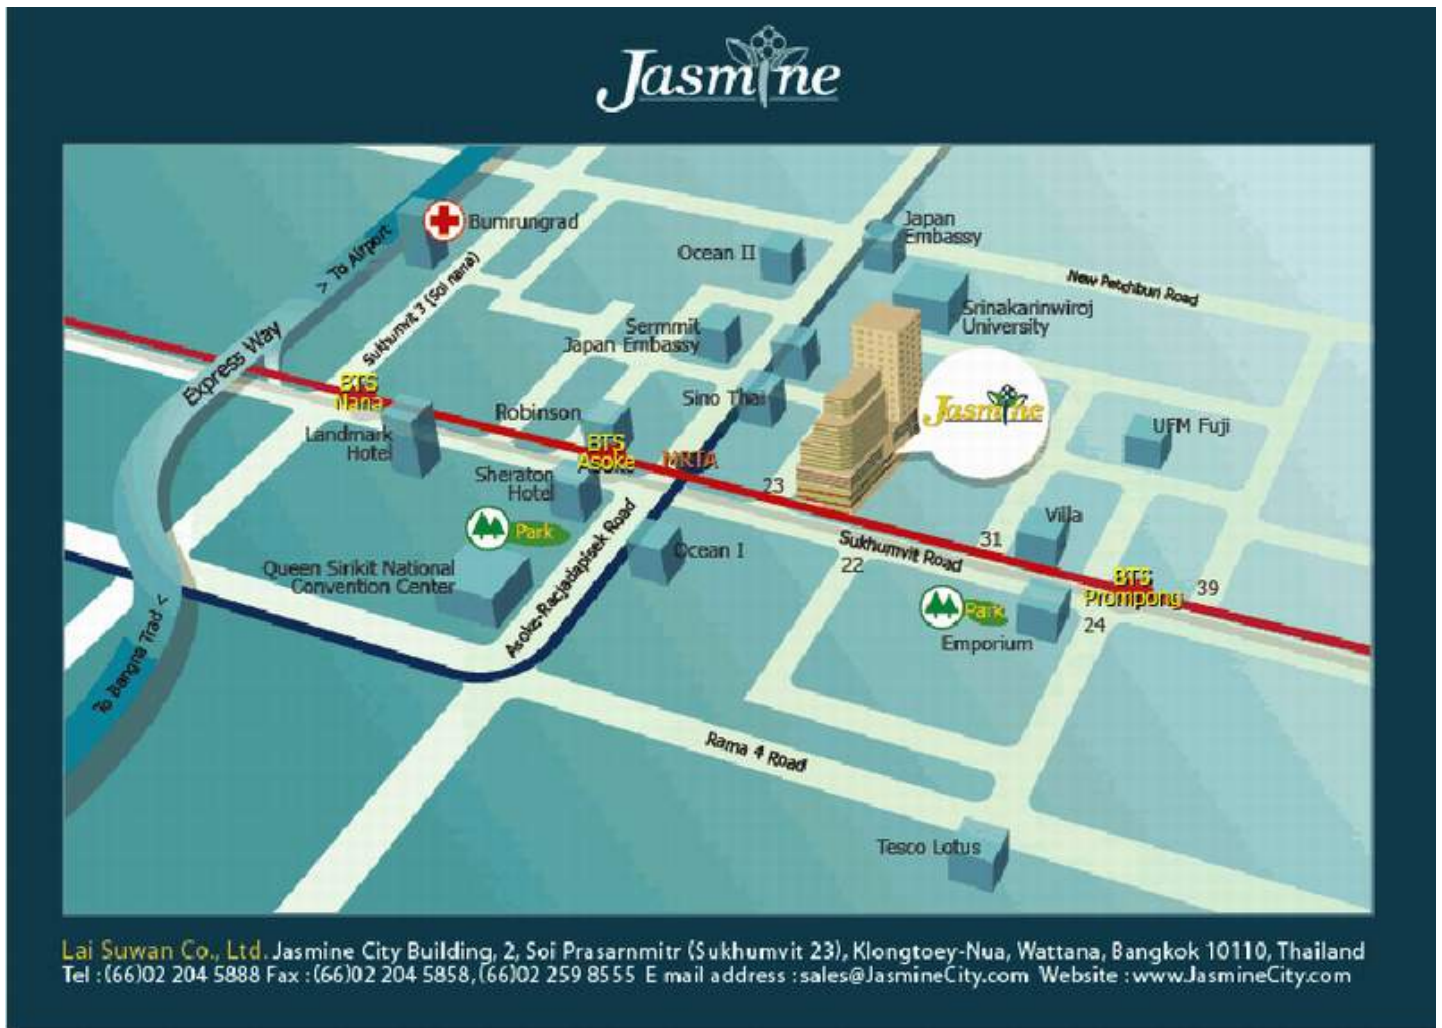 Jasmine
Bumrungrad
> To Airport
Sukhumvit 3 (Soi nana)
Express Way
Ocean II
Japan
Embassy
New Petchburi Road
Srinakarinwiroj
University
Sermmit
Japan Embassy
BTS
Nana
Landmark
Hotel
Robinson
Sino Thai
Jasmine
UFM Fuji
BTS
Asoke
MRTA
Sheraton
Hotel
23
Park
Asoke-Racjadapisek Road
Ocean I
Queen Sirikit National
Convention Center
Sukhumvit Road
22
31
Villa
BTS
Prompong
39
Park
24
Emporium
To Bangna Trad <
Rama 4 Road
Tesco Lotus
Lai Suwan Co., Ltd. Jasmine City Building, 2, Soi Prasarnmitr (Sukhumvit 23), Klongtoey-Nua, Wattana, Bangkok 10110, Thailand
Tel : (66)02 204 5888 Fax : (66)02 204 5858, (66)02 259 8555 E mail address : sales@JasmineCity.com Website : www.JasmineCity.com